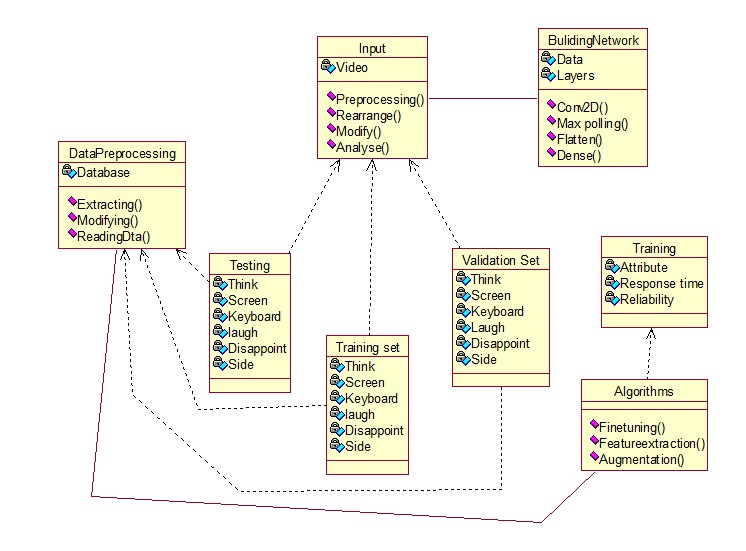 Input
Video
Preprocessing()
Rearrange()
Modify()
Analyse()
BulidingNetwork
Data
Layers
Conv2D()
Max polling()
Flatten()
Dense()
DataPreprocessing
Database
Extracting()
Modifying()
ReadingDta()
Testing
Think
Screen
Keyboard
laugh
Disappoint
Side
Training set
Think
Screen
Keyboard
laugh
Disappoint
Side
Validation Set
Think
Screen
Keyboard
Laugh
Disappoint
Side
Training
Attribute
Response time
Reliability
Algorithms
Finetuning()
Featureextraction()
Augmentation()